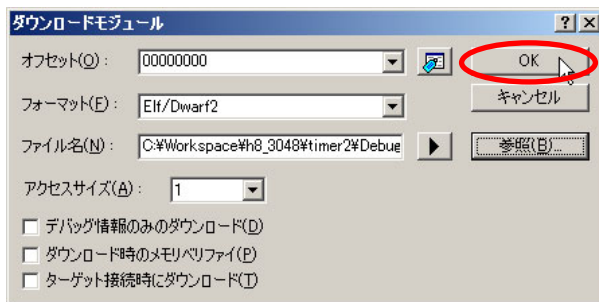 ダウンロードモジュール
オフセット(O): 00000000 OK
フォーマット(F): Elf/Dwarf2 キャンセル
ファイル名(N): C:¥Workspace¥h8_3048¥timer2¥Debug 参照(B)...
アクセスサイズ(A): 1
デバッグ情報のみのダウンロード(D)
ダウンロード時のメモリベリファイ(P)
ターゲット接続時にダウンロード(T)